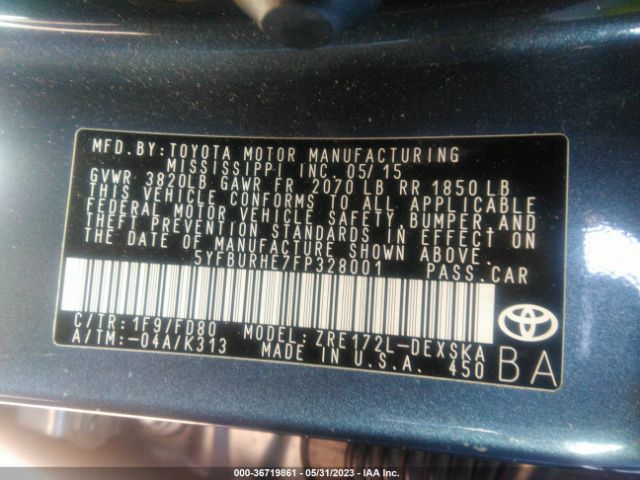 MFD.BY:TOYOTA MOTOR MANUFACTURING
MISSISSIPPI INC. 05/15
GVWR 3820LB GAWR FR 2070 LB RR 1850 LB
THIS VEHICLE CONFORMS TO ALL APPLICABLE
FEDERAL MOTOR VEHICLE SAFETY, BUMPER,AND
THEFT PREVENTION STANDARDS IN EFFECT ON
THE DATE OF MANUFACTURE SHOWN ABOVE.
5YFBURHE7FP328001 PASS.CAR
C/TR:1F9/FD80 MODEL:ZRE172L-DEXSKA
A/TM:-04A/K313 MADE IN U.S.A. 450
BA
000-36719861 - 05/31/2023 - IAA Inc.